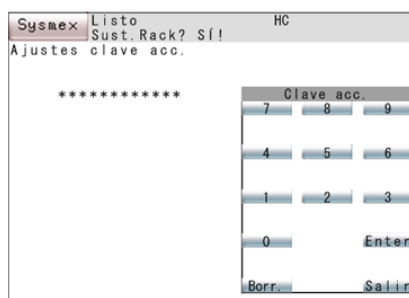 Sysmex Listo HC
Sust.Rack? SÍ!
Ajustes clave acc.
************
Clave acc.
7 8 9
4 5 6
1 2 3
0 Enter
Borr. Salir